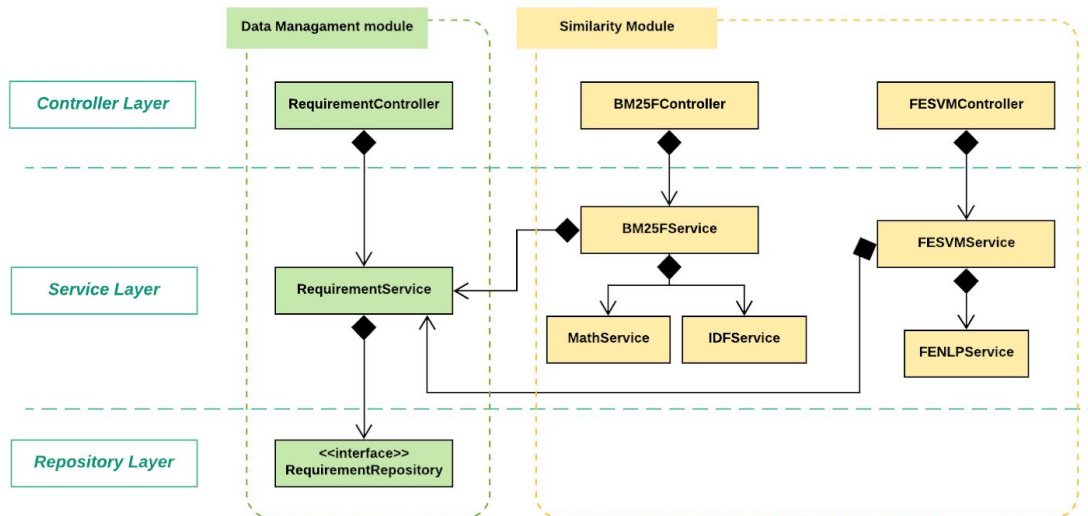 Data Managament module
Similarity Module
Controller Layer
RequirementController
BM25FController
FESVMController
BM25FService
FESVMService
Service Layer
RequirementService
MathService
IDFService
FENLPService
Repository Layer
<<interface>>
RequirementRepository